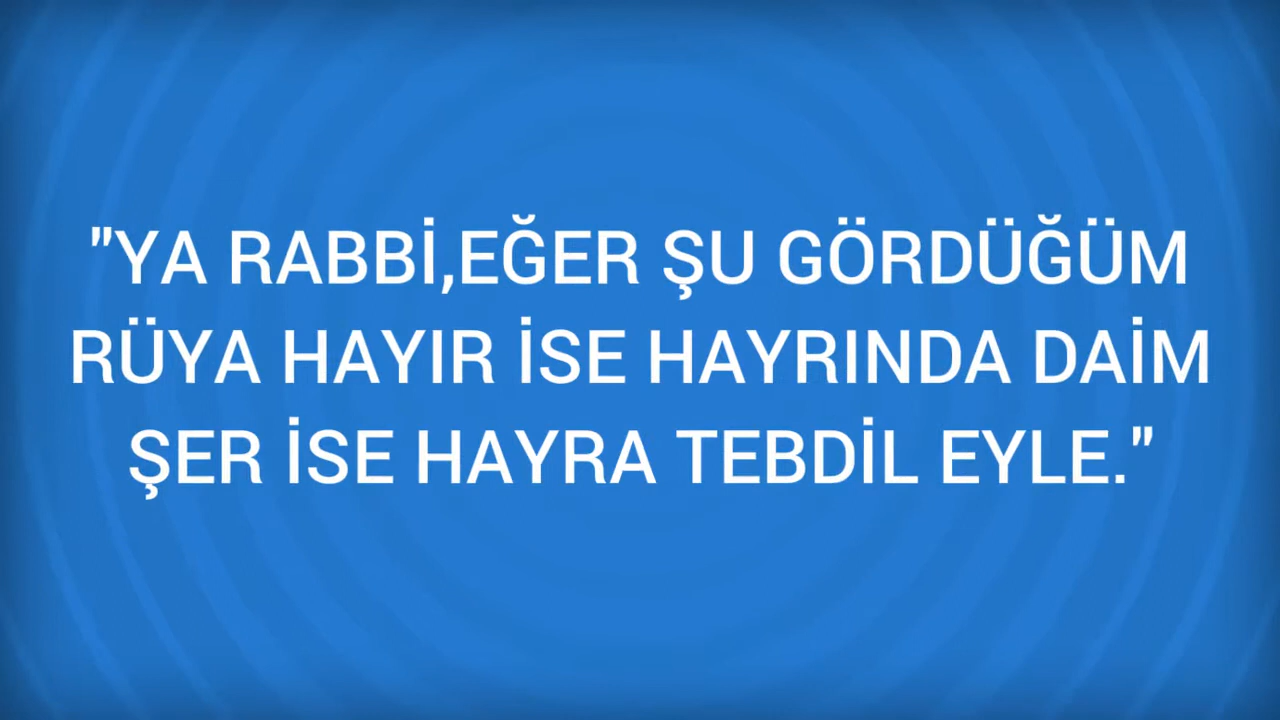 "YA RABBİ,EĞER ŞU GÖRDÜĞÜM
RÜYA HAYIR İSE HAYRINDA DAİM
ŞER İSE HAYRA TEBDİL EYLE."